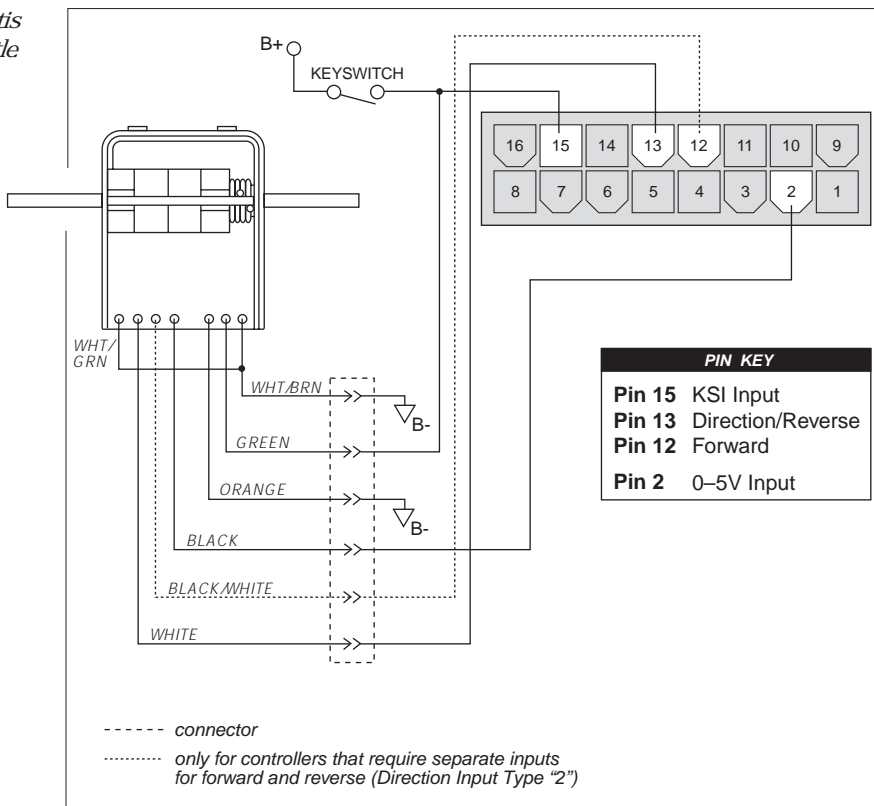 B+
KEYSWITCH
16 15 14 13 12 11 10 9
8 7 6 5 4 3 2 1
WHT/
GRN
WHT/BRN
B-
GREEN
ORANGE
B-
BLACK
BLACK/WHITE
WHITE
PIN KEY
Pin 15 KSI Input
Pin 13 Direction/Reverse
Pin 12 Forward
Pin 2 0–5V Input
connector
only for controllers that require separate inputs
for forward and reverse (Direction Input Type “2”)